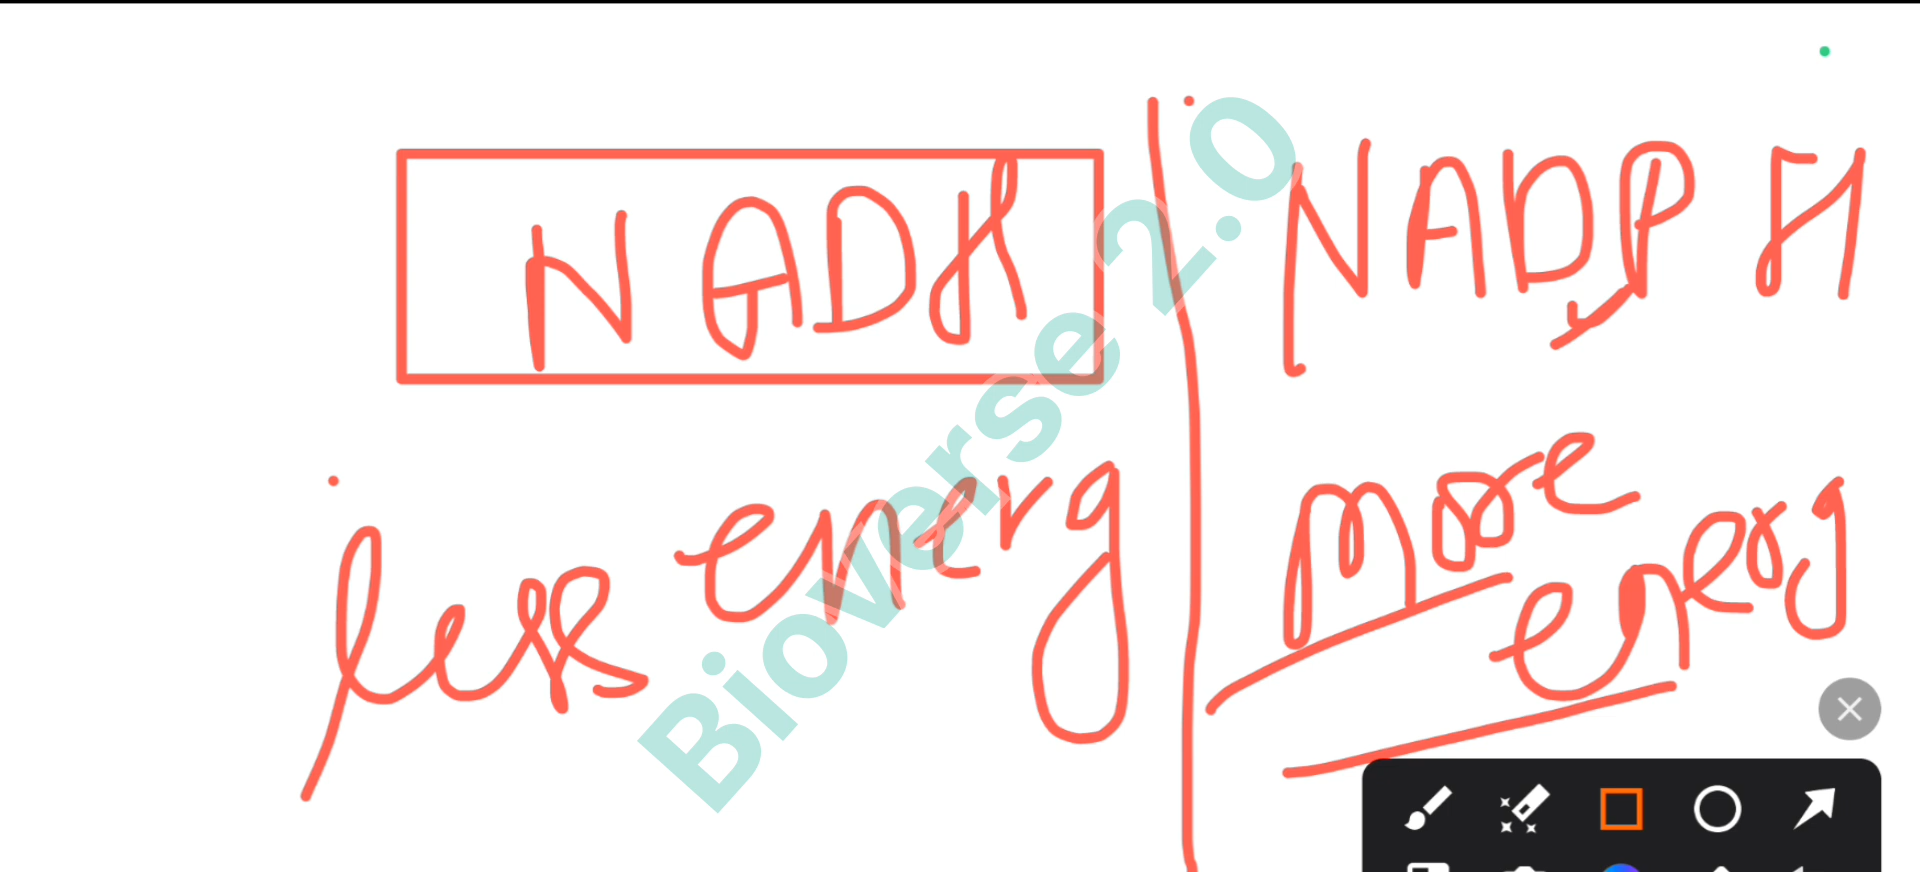 NADH
NADPH
less energ
more
energ
Bioverse 2.0